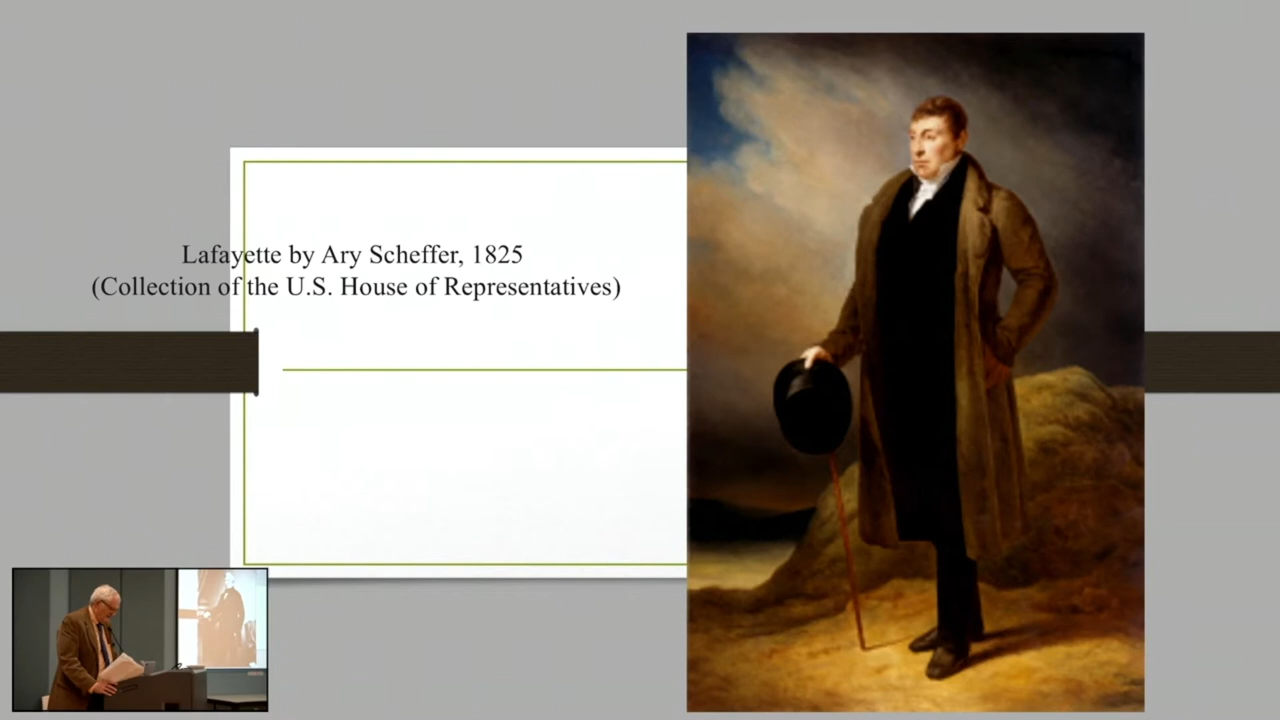 Lafayette by Ary Scheffer, 1825
(Collection of the U.S. House of Representatives)